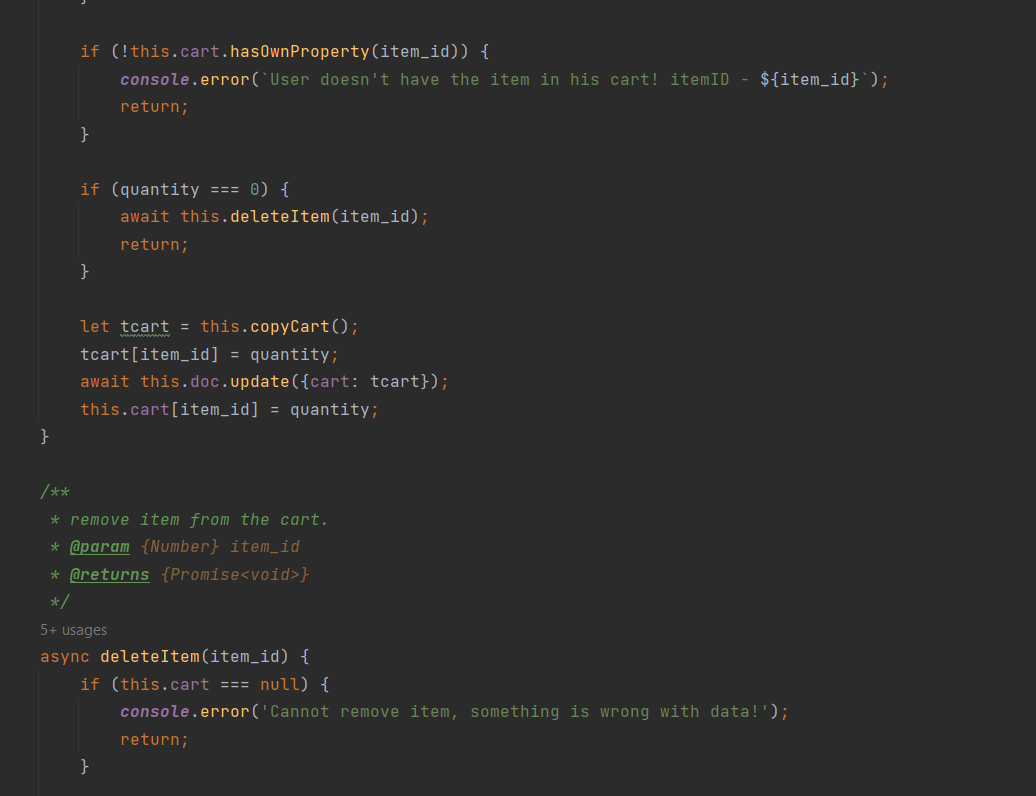 }
if (!this.cart.hasOwnProperty(item_id)) {
console.error(`User doesn't have the item in his cart! itemID - ${item_id}`);
return;
}
if (quantity === 0) {
await this.deleteItem(item_id);
return;
}
let tcart = this.copyCart();
tcart[item_id] = quantity;
await this.doc.update({cart: tcart});
this.cart[item_id] = quantity;
}
/**
* remove item from the cart.
* @param {Number} item_id
* @returns {Promise<void>}
*/
5+ usages
async deleteItem(item_id) {
if (this.cart === null) {
console.error('Cannot remove item, something is wrong with data!');
return;
}